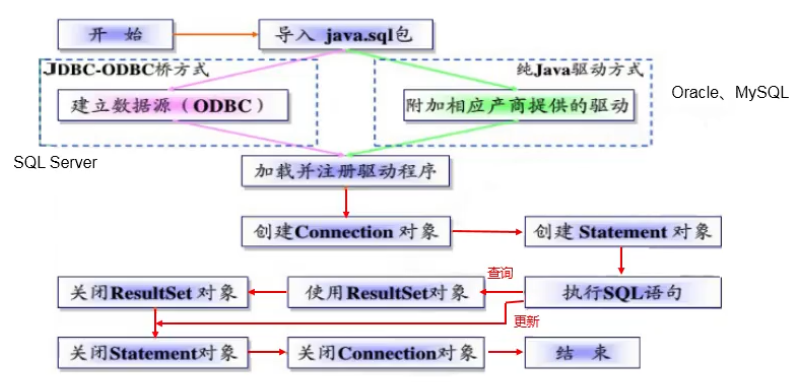 开 始
导入 java.sql包
JDBC-ODBC桥方式
纯Java驱动方式
建立数据源（ODBC）
附加相应产商提供的驱动
Oracle、MySQL
SQL Server
加载并注册驱动程序
创建Connection 对象
创建 Statement 对象
查询
关闭ResultSet 对象
使用ResultSet对象
执行SQL语句
更新
关闭Statement对象
关闭Connection对象
结 束